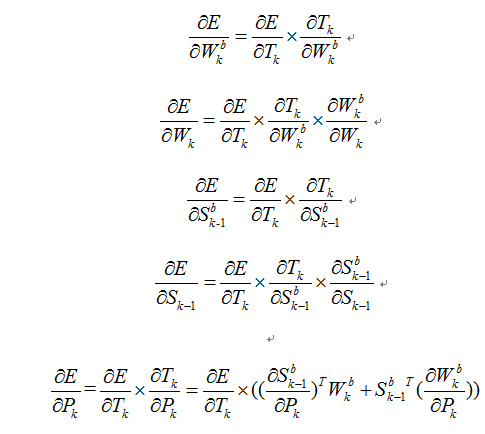 ∂E/∂W_k^b = ∂E/∂T_k × ∂T_k/∂W_k^b ↵
∂E/∂W_k = ∂E/∂T_k × ∂T_k/∂W_k^b × ∂W_k^b/∂W_k ↵
∂E/∂S_{k-1}^b = ∂E/∂T_k × ∂T_k/∂S_{k-1}^b ↵
∂E/∂S_{k-1} = ∂E/∂T_k × ∂T_k/∂S_{k-1}^b × ∂S_{k-1}^b/∂S_{k-1} ↵
↵
∂E/∂P_k = ∂E/∂T_k × ∂T_k/∂P_k = ∂E/∂T_k × ((∂S_{k-1}^b/∂P_k)^T W_k^b + S_{k-1}^b^T (∂W_k^b/∂P_k)) ↵